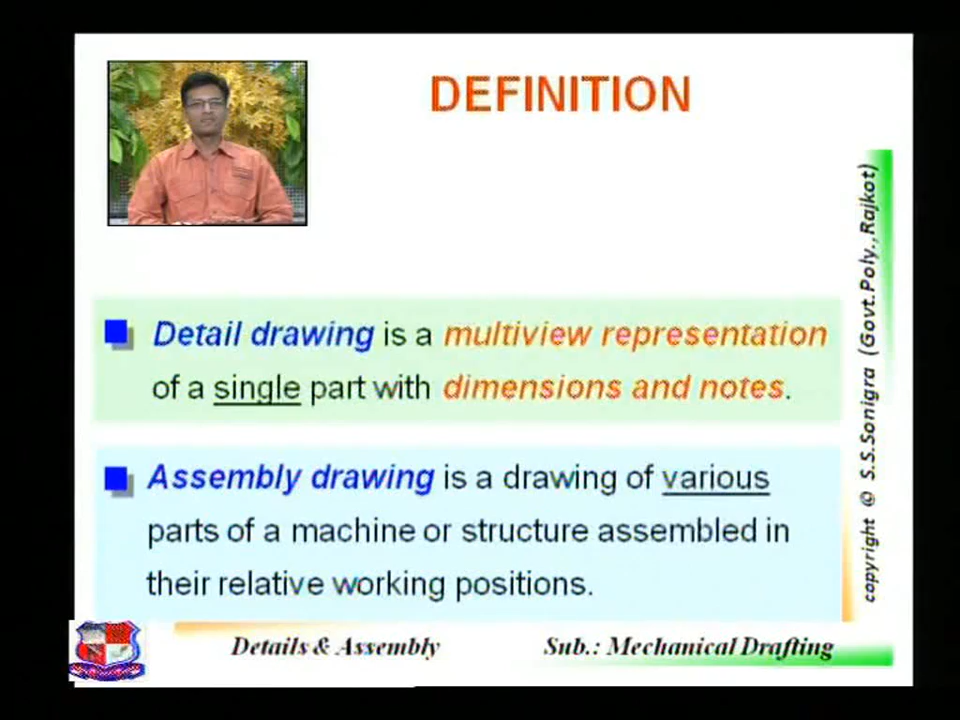 DEFINITION
Detail drawing is a multiview representation
of a single part with dimensions and notes.
Assembly drawing is a drawing of various
parts of a machine or structure assembled in
their relative working positions.
copyright © S.S.Sonigra (Govt.Poly.,Rajkot)
Details & Assembly
Sub.: Mechanical Drafting